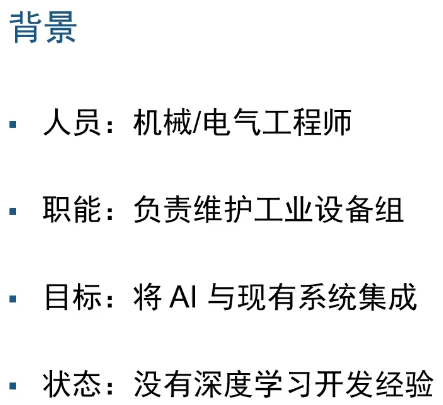 背景
▪ 人员：机械/电气工程师
▪ 职能：负责维护工业设备组
▪ 目标：将 AI 与现有系统集成
▪ 状态：没有深度学习开发经验